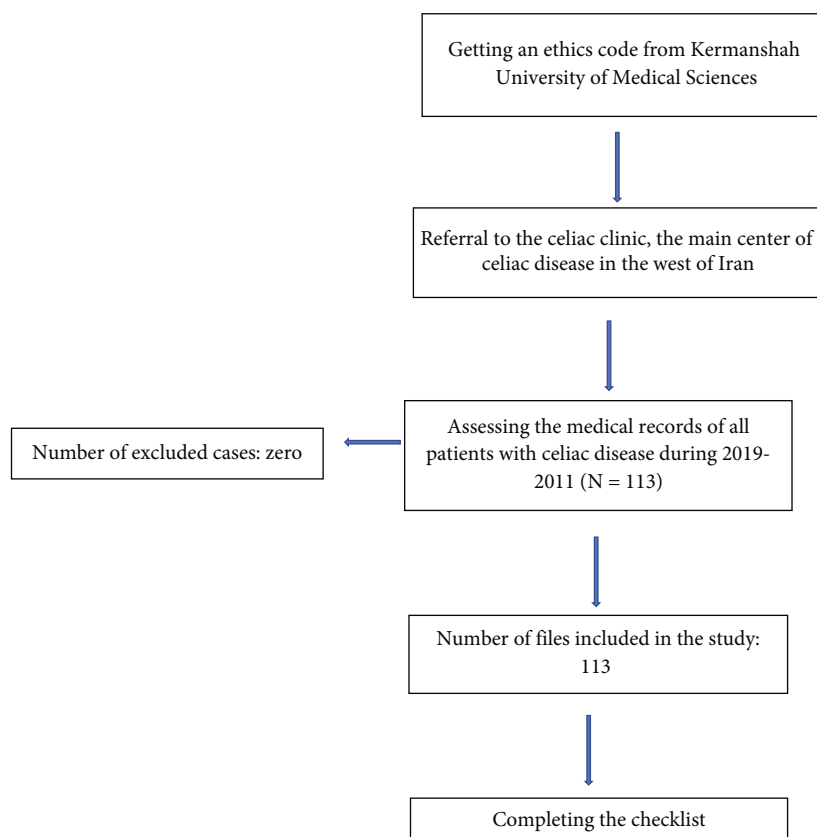 Getting an ethics code from Kermanshah
University of Medical Sciences
Referral to the celiac clinic, the main center of
celiac disease in the west of Iran
Assessing the medical records of all
patients with celiac disease during 2019-
2011 (N = 113)
Number of excluded cases: zero
Number of files included in the study:
113
Completing the checklist